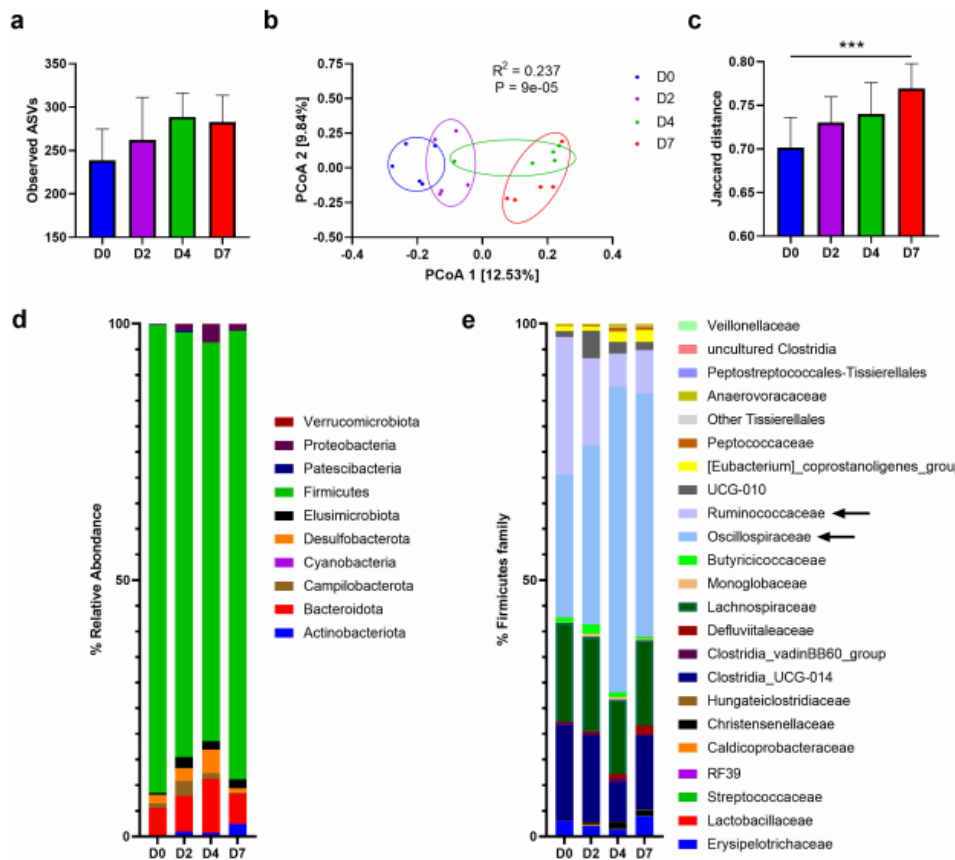 a
Observed ASVs
350
300
250
200
150
D0 D2 D4 D7
b
R² = 0.237
P = 9e-05
PCoA 2 [9.84%]
0.75
0.50
0.25
0.00
-0.25
-0.50
-0.4 -0.2 0.0 0.2 0.4
PCoA 1 [12.53%]
D0
D2
D4
D7
c
***
Jaccard distance
0.80
0.75
0.70
0.65
0.60
D0 D2 D4 D7
d
% Relative Abundance
100
50
0
D0 D2 D4 D7
Verrucomicrobiota
Proteobacteria
Patescibacteria
Firmicutes
Elusimicrobiota
Desulfobacterota
Cyanobacteria
Campilobacterota
Bacteroidota
Actinobacteriota
e
% Firmicutes family
100
50
0
D0 D2 D4 D7
Veillonellaceae
uncultured Clostridia
Peptostreptococcales-Tissierellales
Anaerovoracaceae
Other Tissierellales
Peptococcaceae
[Eubacterium]_coprostanoligenes_group
UCG-010
Ruminococcaceae
Oscillospiraceae
Butyricicoccaceae
Monoglobaceae
Lachnospiraceae
Defluviitaleaceae
Clostridia_vadinBB60_group
Clostridia_UCG-014
Hungateiclostridiaceae
Christensenellaceae
Caldicoprobacteraceae
RF39
Streptococcaceae
Lactobacillaceae
Erysipelotrichaceae